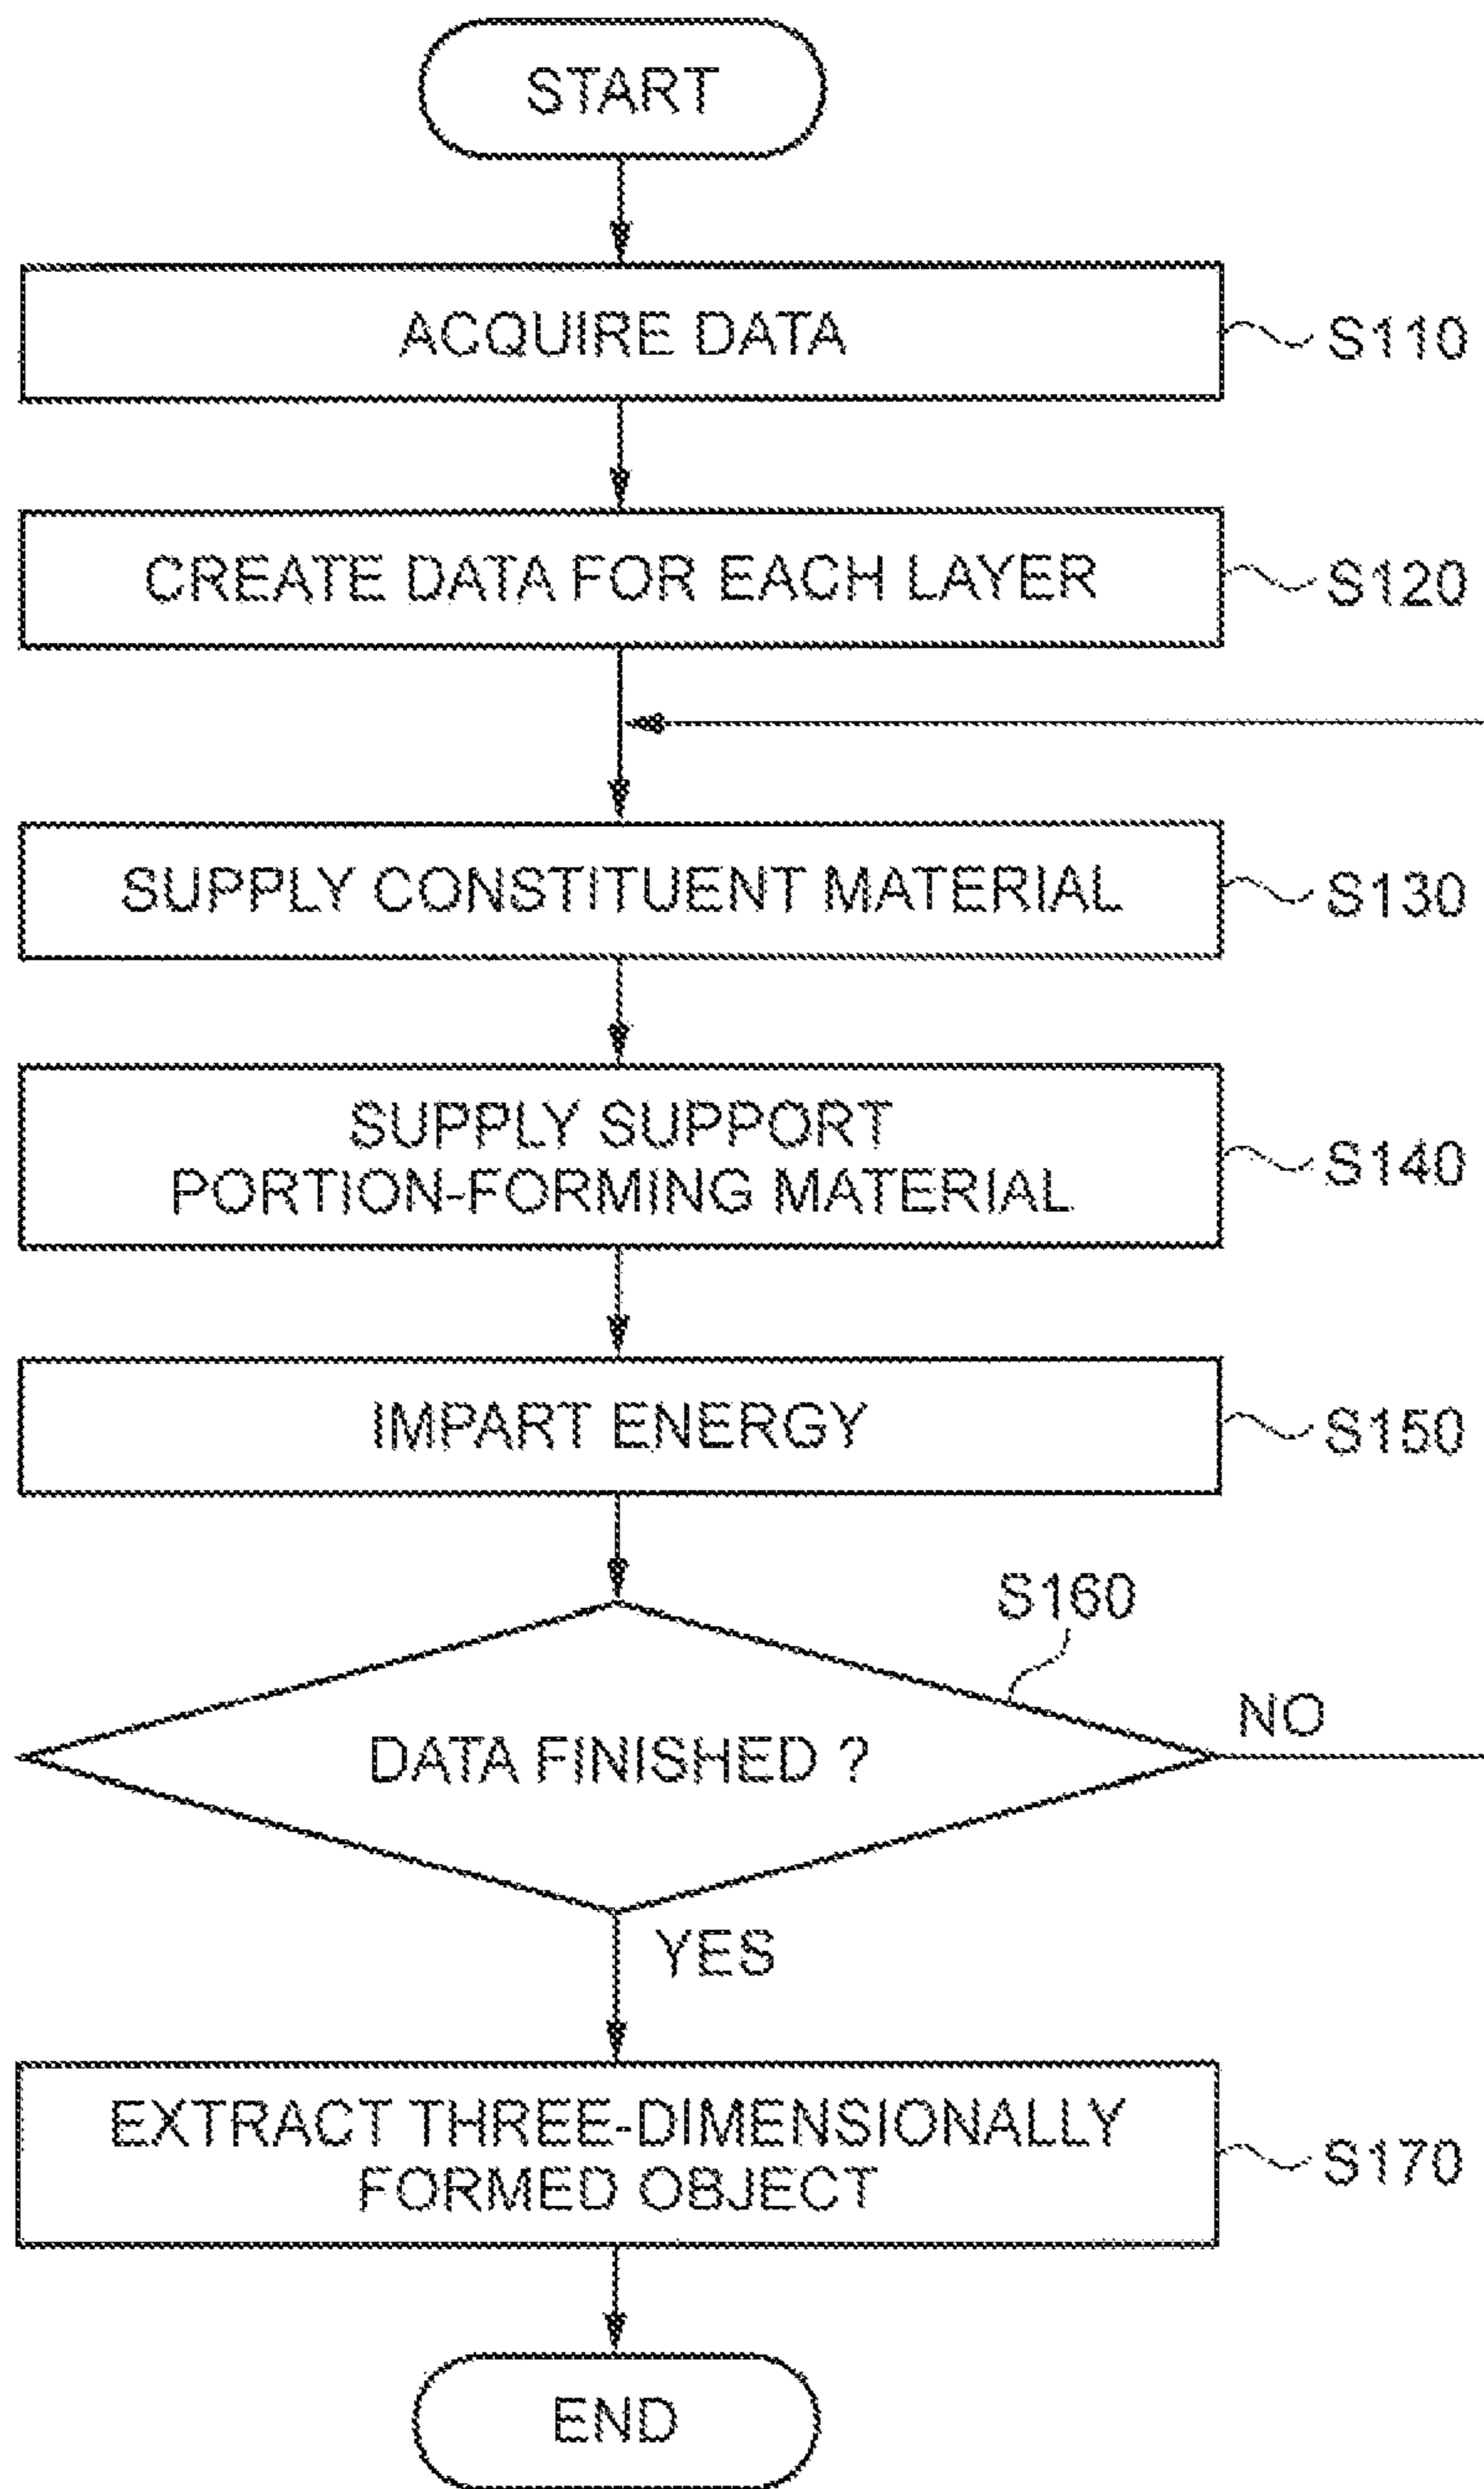 START
ACQUIRE DATA
S110
CREATE DATA FOR EACH LAYER
S120
SUPPLY CONSTITUENT MATERIAL
S130
SUPPLY SUPPORT
PORTION-FORMING MATERIAL
S140
IMPART ENERGY
S150
S160
DATA FINISHED ?
NO
YES
EXTRACT THREE-DIMENSIONALLY
FORMED OBJECT
S170
END